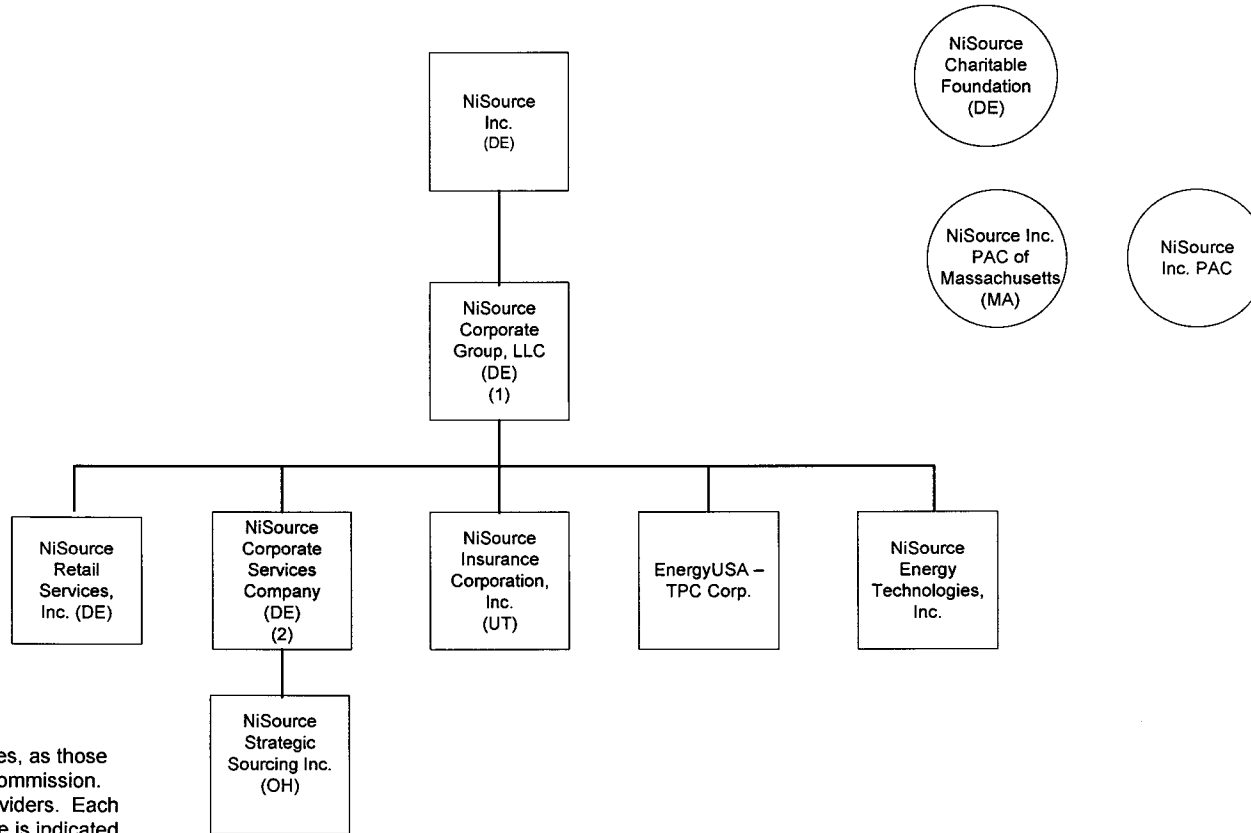 NiSource
Inc.
(DE)
NiSource
Charitable
Foundation
(DE)
NiSource Inc.
PAC of
Massachusetts
(MA)
NiSource
Inc. PAC
NiSource
Corporate
Group, LLC
(DE)
(1)
NiSource
Retail
Services,
Inc. (DE)
NiSource
Corporate
Services
Company
(DE)
(2)
NiSource
Insurance
Corporation,
Inc.
(UT)
EnergyUSA –
TPC Corp.
NiSource
Energy
Technologies,
Inc.
NiSource
Strategic
Sourcing Inc.
(OH)
es, as those
ommission.
viders. Each
e is indicated